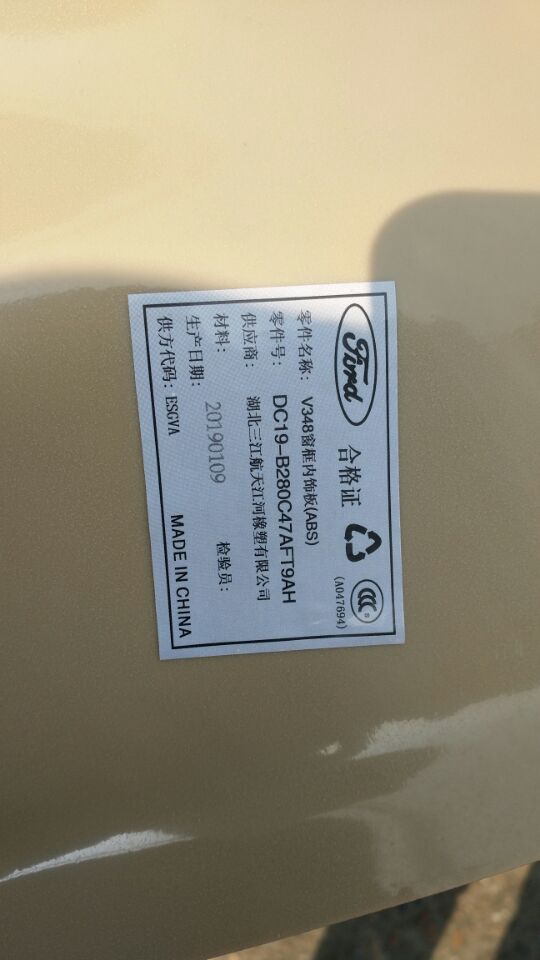 Ford 合格证 CCC ®
(A047694)
零件名称: V348窗框内饰板(ABS)
零件号: DC19-B280C47AFT9AH
供应商: 湖北三江航天江河橡塑有限公司
材料: 检验员:
生产日期: 20190109
供方代码: ESGVA MADE IN CHINA